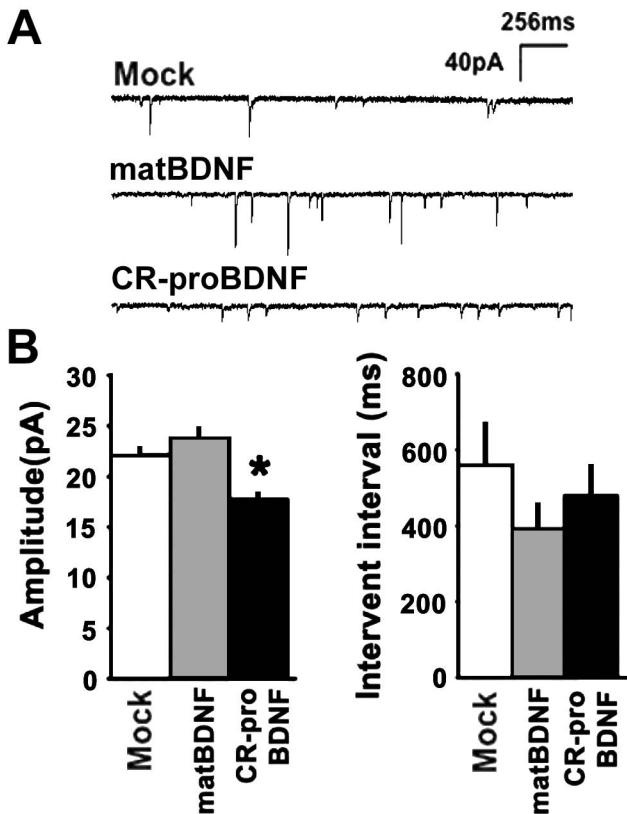 A
256ms
40pA
Mock
matBDNF
CR-proBDNF
B
Amplitude(pA)
30
25
20
15
10
5
0
*
Mock
matBDNF
CR-pro
BDNF
Intervent interval (ms)
800
600
400
200
0
Mock
matBDNF
CR-pro
BDNF